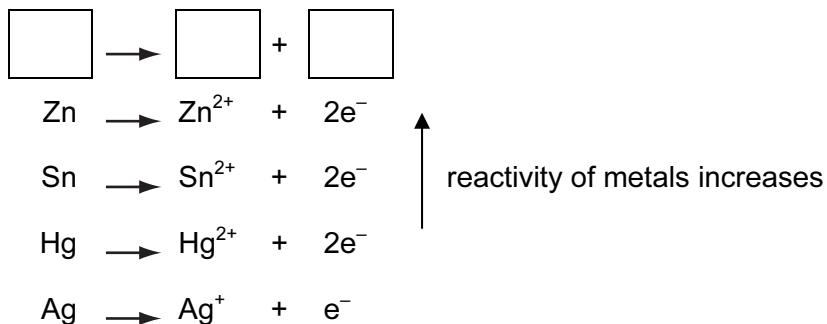 +
Zn → Zn²⁺ + 2e⁻
Sn → Sn²⁺ + 2e⁻
reactivity of metals increases
Hg → Hg²⁺ + 2e⁻
Ag → Ag⁺ + e⁻